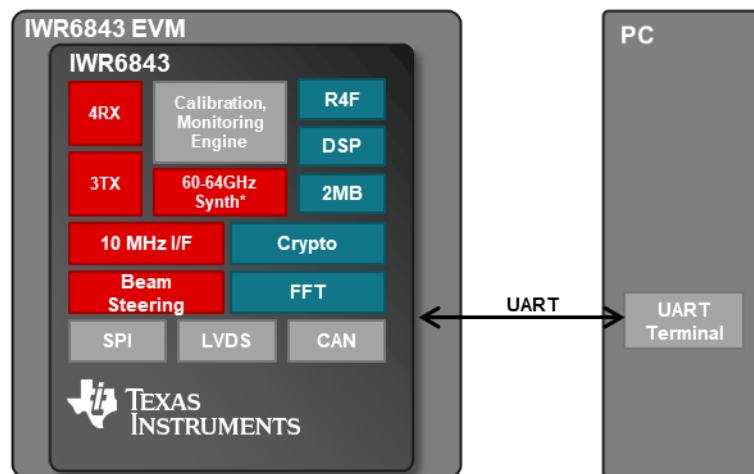 IWR6843 EVM
IWR6843
4RX
Calibration,
Monitoring
Engine
R4F
DSP
3TX
60-64GHz
Synth*
2MB
10 MHz I/F
Crypto
Beam
Steering
FFT
SPI
LVDS
CAN
TEXAS
INSTRUMENTS
UART
PC
UART
Terminal